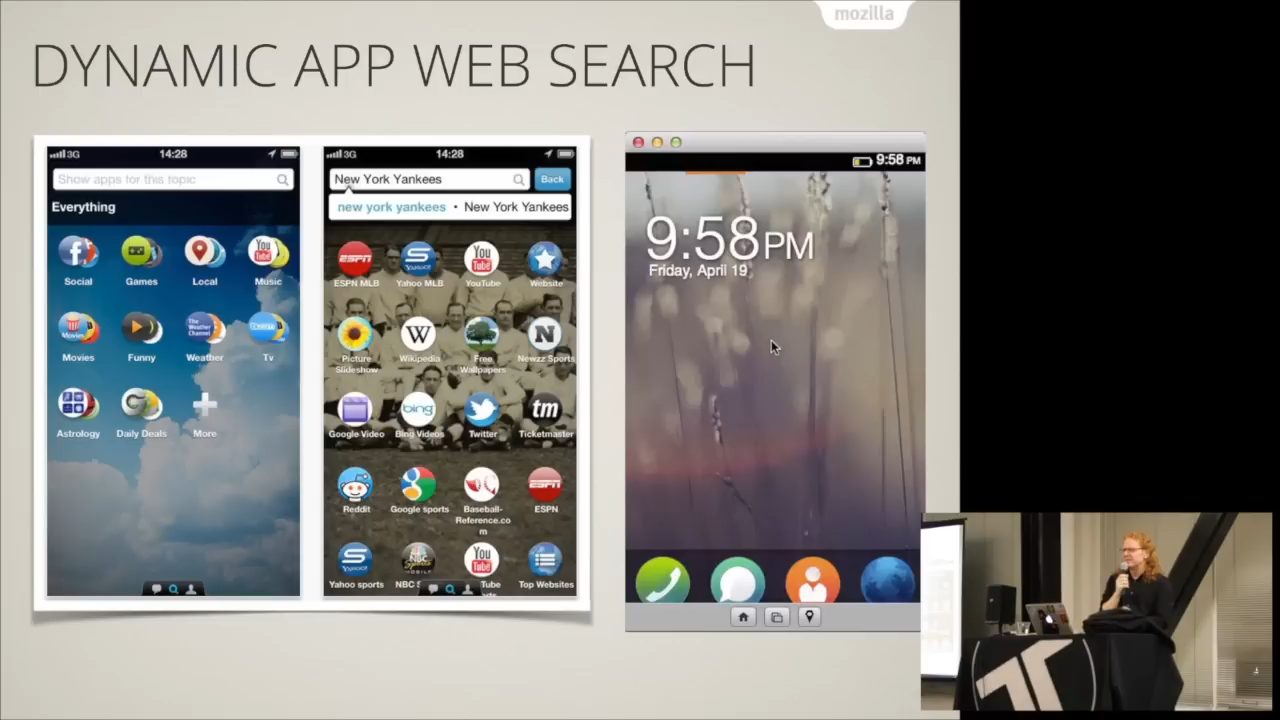 mozilla
DYNAMIC APP WEB SEARCH
3G 14:28
Show apps for this topic
Everything
Social Games Local Music
Movies Funny Weather Tv
Astrology Daily Deals More
3G 14:28
New York Yankees Back
new york yankees • New York Yankees
ESPN MLB Yahoo MLB YouTube Website
Picture Slideshow Wikipedia Free Wallpapers Newzz Sports
Google Video Bing Videos Twitter Ticketmaster
Reddit Google sports Baseball-Reference.com ESPN
Yahoo sports NBC S Tube Top Websites
9:58 PM
9:58 PM
Friday, April 19